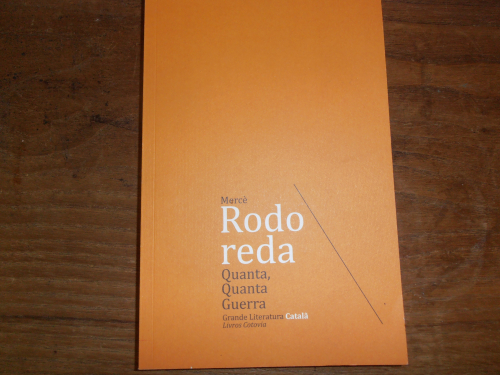 Mercè
Rodo
reda
Quanta,
Quanta
Guerra
Grande Literatura Català
Livros Cotovia